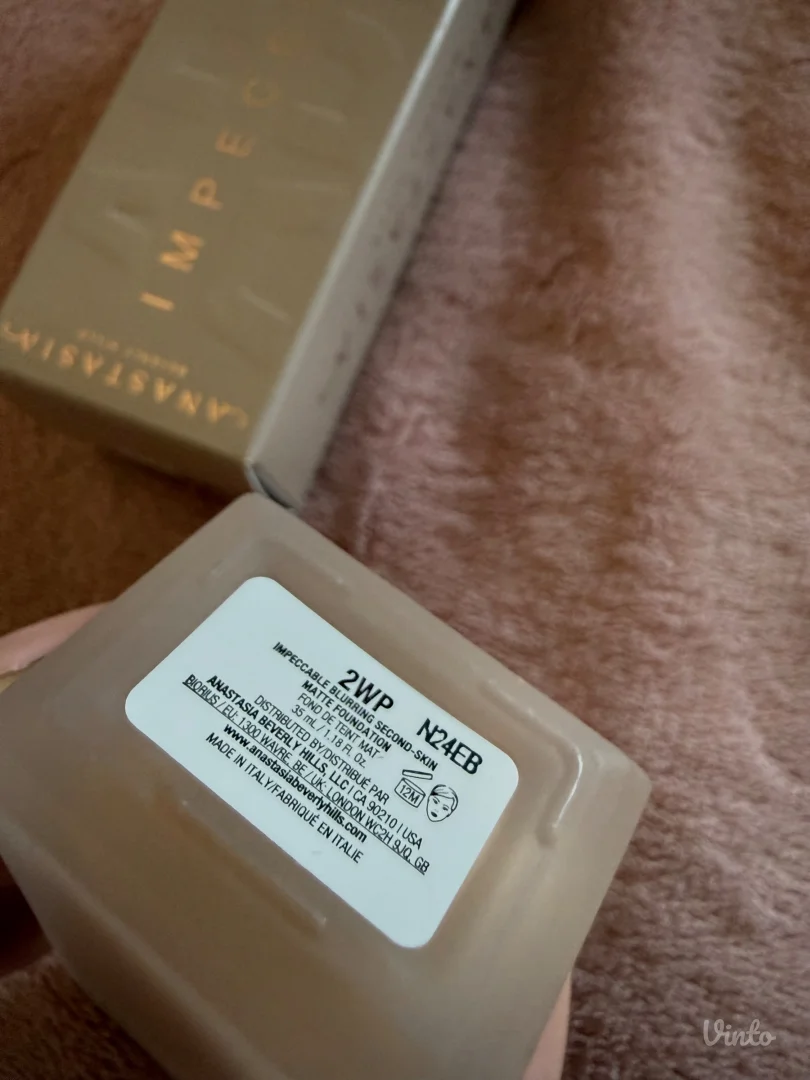 IMPEC
ANASTASIA
BEVERLY HILLS
2WP
N24EB
IMPECCABLE BLURRING SECOND-SKIN
MATTE FOUNDATION
FOND DE TEINT MAT
35 mL / 1.18 FL OZ.
DISTRIBUTED BY/DISTRIBUÉ PAR
ANASTASIA BEVERLY HILLS, LLC I CA 90210 I USA
BIORIUS / EU: 1300 WAVRE, BE / UK: LONDON WC2H 9JQ, GB
www.anastasiabeverlyhills.com
MADE IN ITALY/FABRIQUÉ EN ITALIE
12M
Vinto